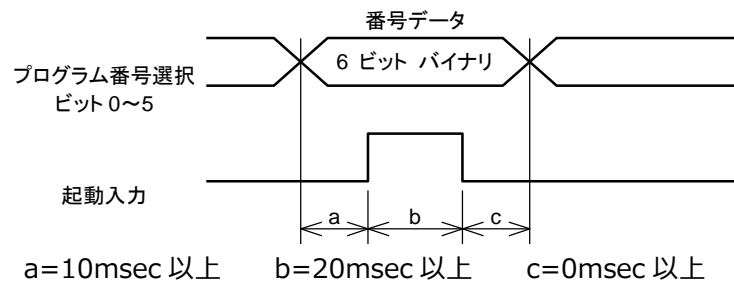 番号データ
6 ビット バイナリ
プログラム番号選択
ビット 0～5
起動入力
a b c
a=10msec 以上 b=20msec 以上 c=0msec 以上